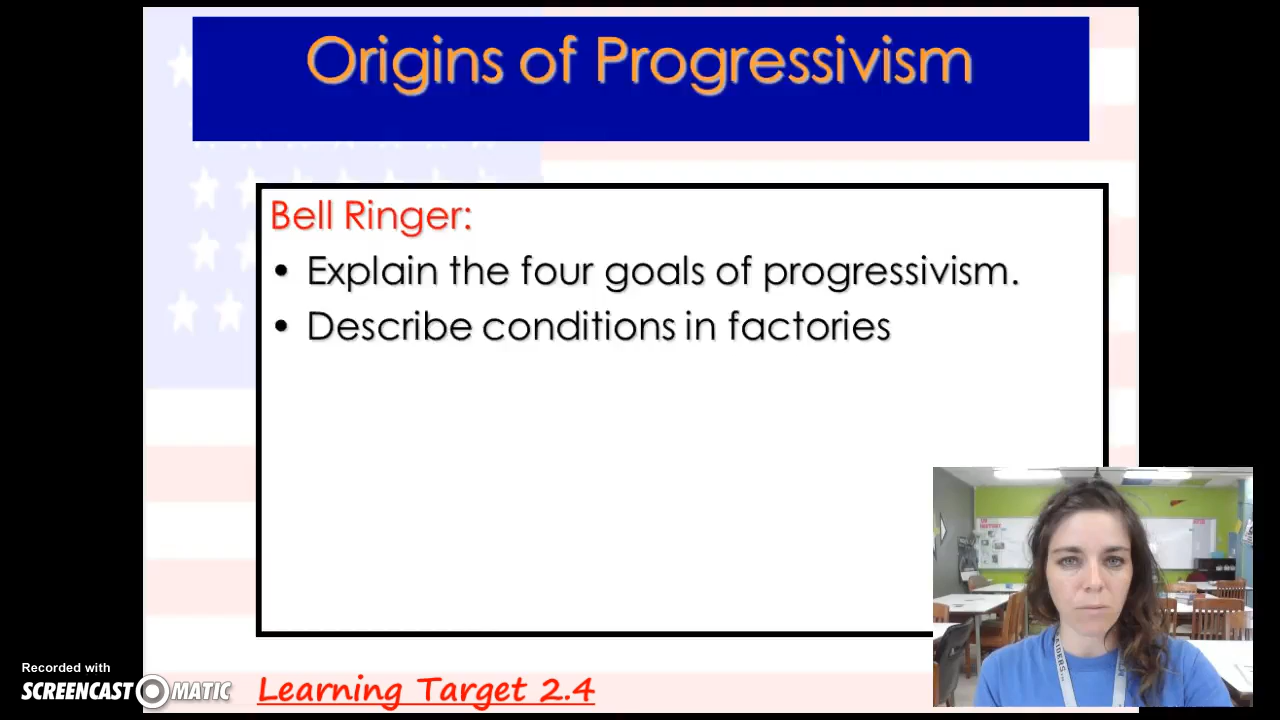 Origins of Progressivism
Bell Ringer:
• Explain the four goals of progressivism.
• Describe conditions in factories
Learning Target 2.4
Recorded with
SCREENCAST MATIC